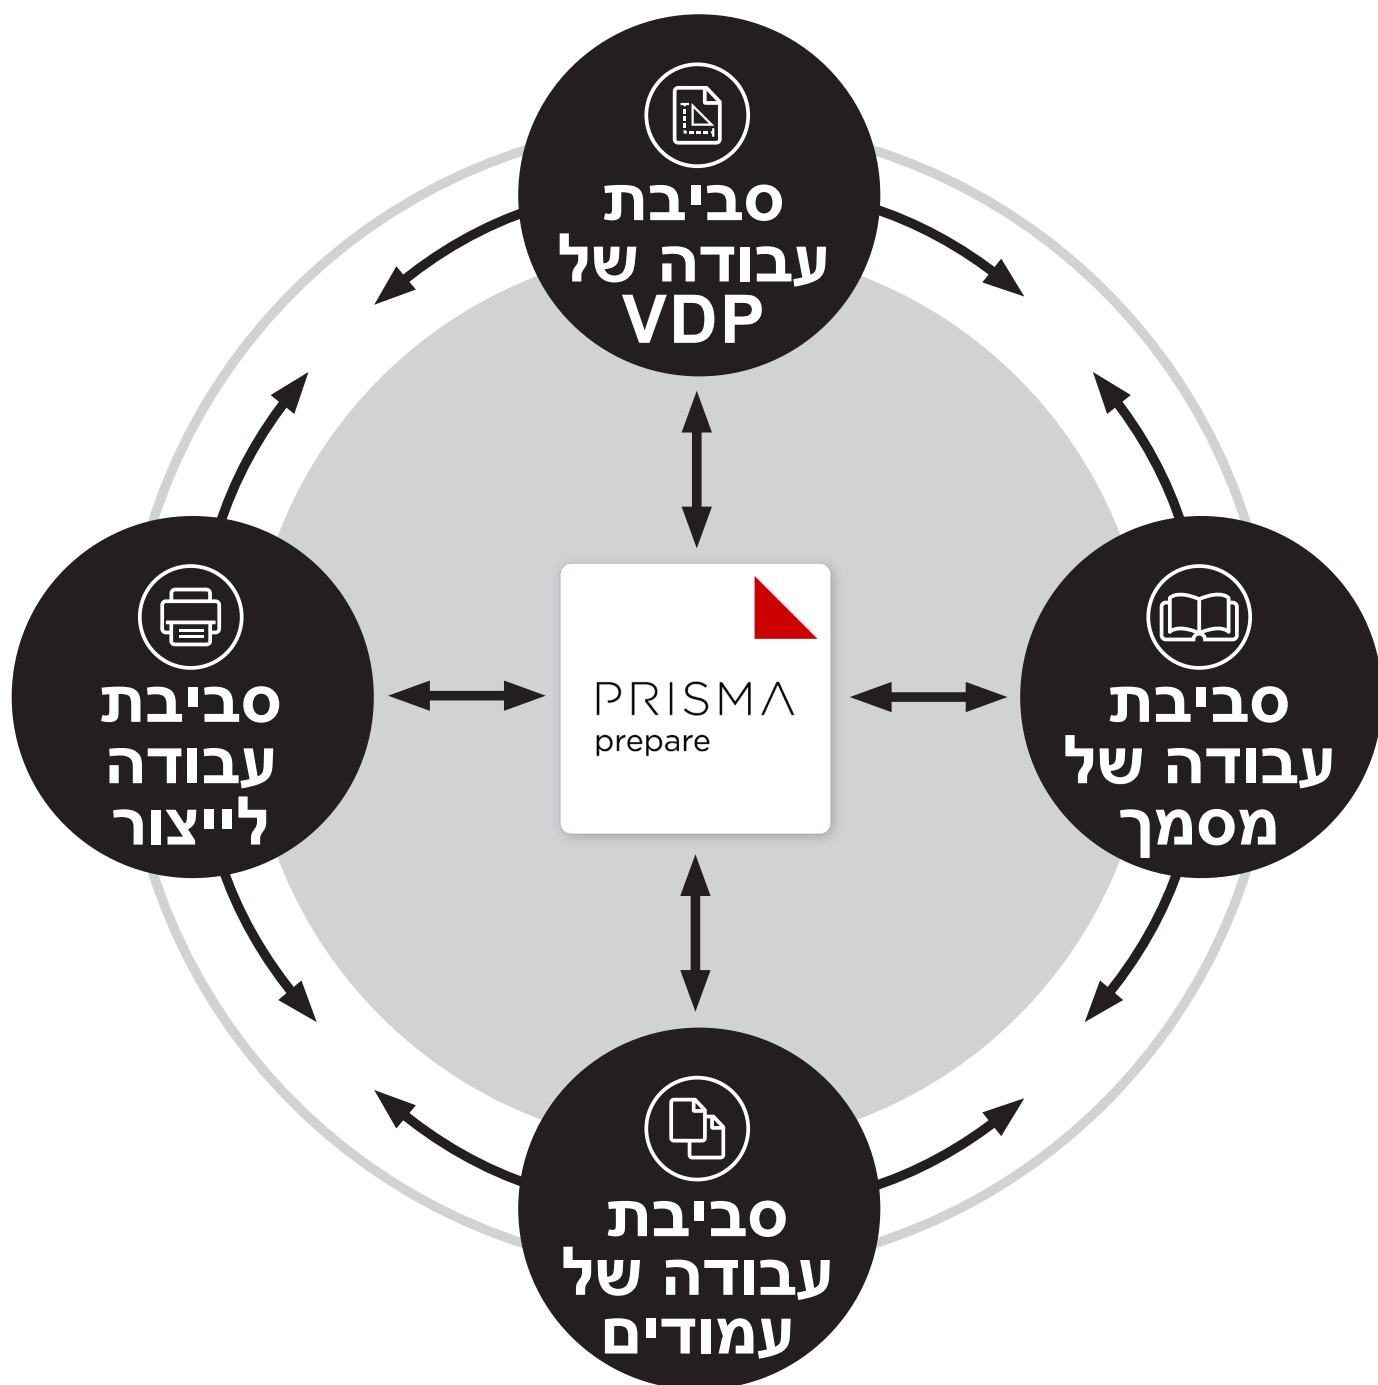 סביבת
עבודה של
VDP
סביבת
עבודה של
מסמך
PRISMA
prepare
סביבת
עבודה
לייצור
סביבת
עבודה של
עמודים